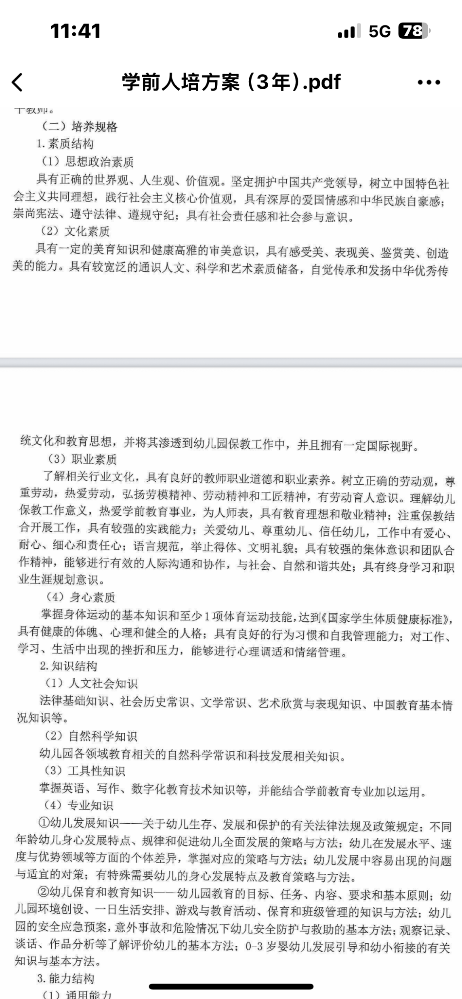 11:41
5G 78
学前人培方案（3年）.pdf
干教师。
（二）培养规格
1.素质结构
（1）思想政治素质
具有正确的世界观、人生观、价值观。坚定拥护中国共产党领导，树立中国特色社
会主义共同理想，践行社会主义核心价值观，具有深厚的爱国情感和中华民族自豪感；
崇尚宪法、遵守法律、遵规守纪；具有社会责任感和社会参与意识。
（2）文化素质
具有一定的美育知识和健康高雅的审美意识，具有感受美、表现美、鉴赏美、创造
美的能力。具有较宽泛的通识人文、科学和艺术素质储备，自觉传承和发扬中华优秀传
统文化和教育思想，并将其渗透到幼儿园保教工作中，并且拥有一定国际视野。
（3）职业素质
了解相关行业文化，具有良好的教师职业道德和职业素养。树立正确的劳动观，尊
重劳动，热爱劳动，弘扬劳模精神、劳动精神和工匠精神，有劳动育人意识。理解幼儿
保教工作意义，热爱学前教育事业，为人师表，具有教育理想和敬业精神；注重保教结
合开展工作，具有较强的实践能力；关爱幼儿、尊重幼儿、信任幼儿，工作中有爱心、
耐心、细心和责任心；语言规范，举止得体、文明礼貌；具有较强的集体意识和团队合
作精神，能够进行有效的人际沟通和协作，与社会、自然和谐共处；具有终身学习和职
业生涯规划意识。
（4）身心素质
掌握身体运动的基本知识和至少1项体育运动技能，达到《国家学生体质健康标准》，
具有健康的体魄、心理和健全的人格；具有良好的行为习惯和自我管理能力；对工作、
学习、生活中出现的挫折和压力，能够进行心理调适和情绪管理。
2.知识结构
（1）人文社会知识
法律基础知识、社会历史常识、文学常识、艺术欣赏与表现知识、中国教育基本情
况知识等。
（2）自然科学知识
幼儿园各领域教育相关的自然科学常识和科技发展相关知识。
（3）工具性知识
掌握英语、写作、数字化教育技术知识等，并能结合学前教育专业加以运用。
（4）专业知识
①幼儿发展知识——关于幼儿生存、发展和保护的有关法律法规及政策规定；不同
年龄幼儿身心发展特点、规律和促进幼儿全面发展的策略与方法；幼儿在发展水平、速
度与优势领域等方面的个体差异，掌握对应的策略与方法；幼儿发展中容易出现的问题
与适宜的对策；有特殊需要幼儿的身心发展特点及教育策略与方法。
②幼儿保育和教育知识——幼儿园教育的目标、任务、内容、要求和基本原则；幼
儿园环境创设、一日生活安排、游戏与教育活动、保育和班级管理的知识与方法；幼儿
园的安全应急预案，意外事故和危险情况下幼儿安全防护与救助的基本方法；观察记录、
谈话、作品分析等了解评价幼儿的基本方法；0-3岁婴幼儿发展引导和幼小衔接的有关
知识与基本方法。
3.能力结构
（1）通用能力